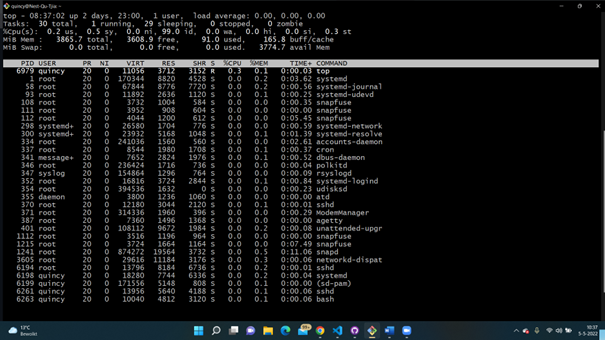 quincy@Nest-Qu-Tjia: ~
top - 08:37:02 up 2 days, 23:00,  1 user,  load average: 0.00, 0.00, 0.00
Tasks:  30 total,   1 running,  29 sleeping,   0 stopped,   0 zombie
%Cpu(s):  0.2 us,  0.5 sy,  0.0 ni, 99.0 id,  0.0 wa,  0.0 hi,  0.0 si,  0.3 st
MiB Mem :   3865.7 total,   3608.9 free,     91.0 used,    165.8 buff/cache
MiB Swap:      0.0 total,      0.0 free,      0.0 used.   3774.7 avail Mem
PID USER      PR  NI    VIRT    RES    SHR S  %CPU  %MEM     TIME+ COMMAND
6979 quincy    20   0   11056   3712   3152 R   0.3   0.1   0:00.03 top
1 root      20   0  170344   8820   4528 S   0.0   0.2   0:03.62 systemd
58 root      20   0   67844   8776   7720 S   0.0   0.2   0:00.56 systemd-journal
93 root      20   0   11892   2636   1120 S   0.0   0.1   0:00.25 systemd-udevd
108 root      20   0    3732   1004    584 S   0.0   0.0   0:00.35 snapfuse
111 root      20   0    3952    908    604 S   0.0   0.0   0:00.00 snapfuse
112 root      20   0    4044   1200    612 S   0.0   0.0   0:05.45 snapfuse
298 systemd+  20   0   26580   1704    776 S   0.0   0.0   0:00.59 systemd-network
300 systemd+  20   0   23932   5168   1048 S   0.0   0.1   0:01.39 systemd-resolve
334 root      20   0  241036   1560    560 S   0.0   0.0   0:02.61 accounts-daemon
337 root      20   0    8544   1980   1708 S   0.0   0.1   0:00.37 cron
341 message+  20   0    7652   2824   1976 S   0.0   0.1   0:00.52 dbus-daemon
346 root      20   0  236424   1716    736 S   0.0   0.0   0:00.04 polkitd
347 syslog    20   0  154864   1296    764 S   0.0   0.0   0:00.09 rsyslogd
352 root      20   0   16816   3724   2844 S   0.0   0.1   0:00.84 systemd-logind
354 root      20   0  394536   1632      0 S   0.0   0.0   0:00.23 udisksd
355 daemon    20   0    3800   1236   1060 S   0.0   0.0   0:00.00 atd
370 root      20   0   12180   3044   2120 S   0.0   0.1   0:00.01 sshd
371 root      20   0  314336   1960    396 S   0.0   0.0   0:00.29 ModemManager
387 root      20   0    7360   1496   1368 S   0.0   0.0   0:00.00 agetty
401 root      20   0  108112   9672   1984 S   0.0   0.2   0:00.08 unattended-upgr
1112 root      20   0    3516   1196    964 S   0.0   0.0   0:00.00 snapfuse
1215 root      20   0    3724   1664   1164 S   0.0   0.0   0:07.49 snapfuse
1241 root      20   0  874272  19564   3732 S   0.0   0.5   0:11.06 snapd
3605 root      20   0   29616  11184   3176 S   0.0   0.3   0:00.06 networkd-dispat
6194 root      20   0   13796   8184   6736 S   0.0   0.2   0:00.01 sshd
6198 quincy    20   0   18280   7744   6336 S   0.0   0.2   0:00.04 systemd
6199 quincy    20   0  171556   5148    808 S   0.0   0.1   0:00.00 (sd-pam)
6261 quincy    20   0   13956   5640   4188 S   0.0   0.1   0:00.06 sshd
6263 quincy    20   0   10040   4812   3120 S   0.0   0.1   0:00.06 bash
13°C
Bewolkt
99+
10:37
5-5-2022